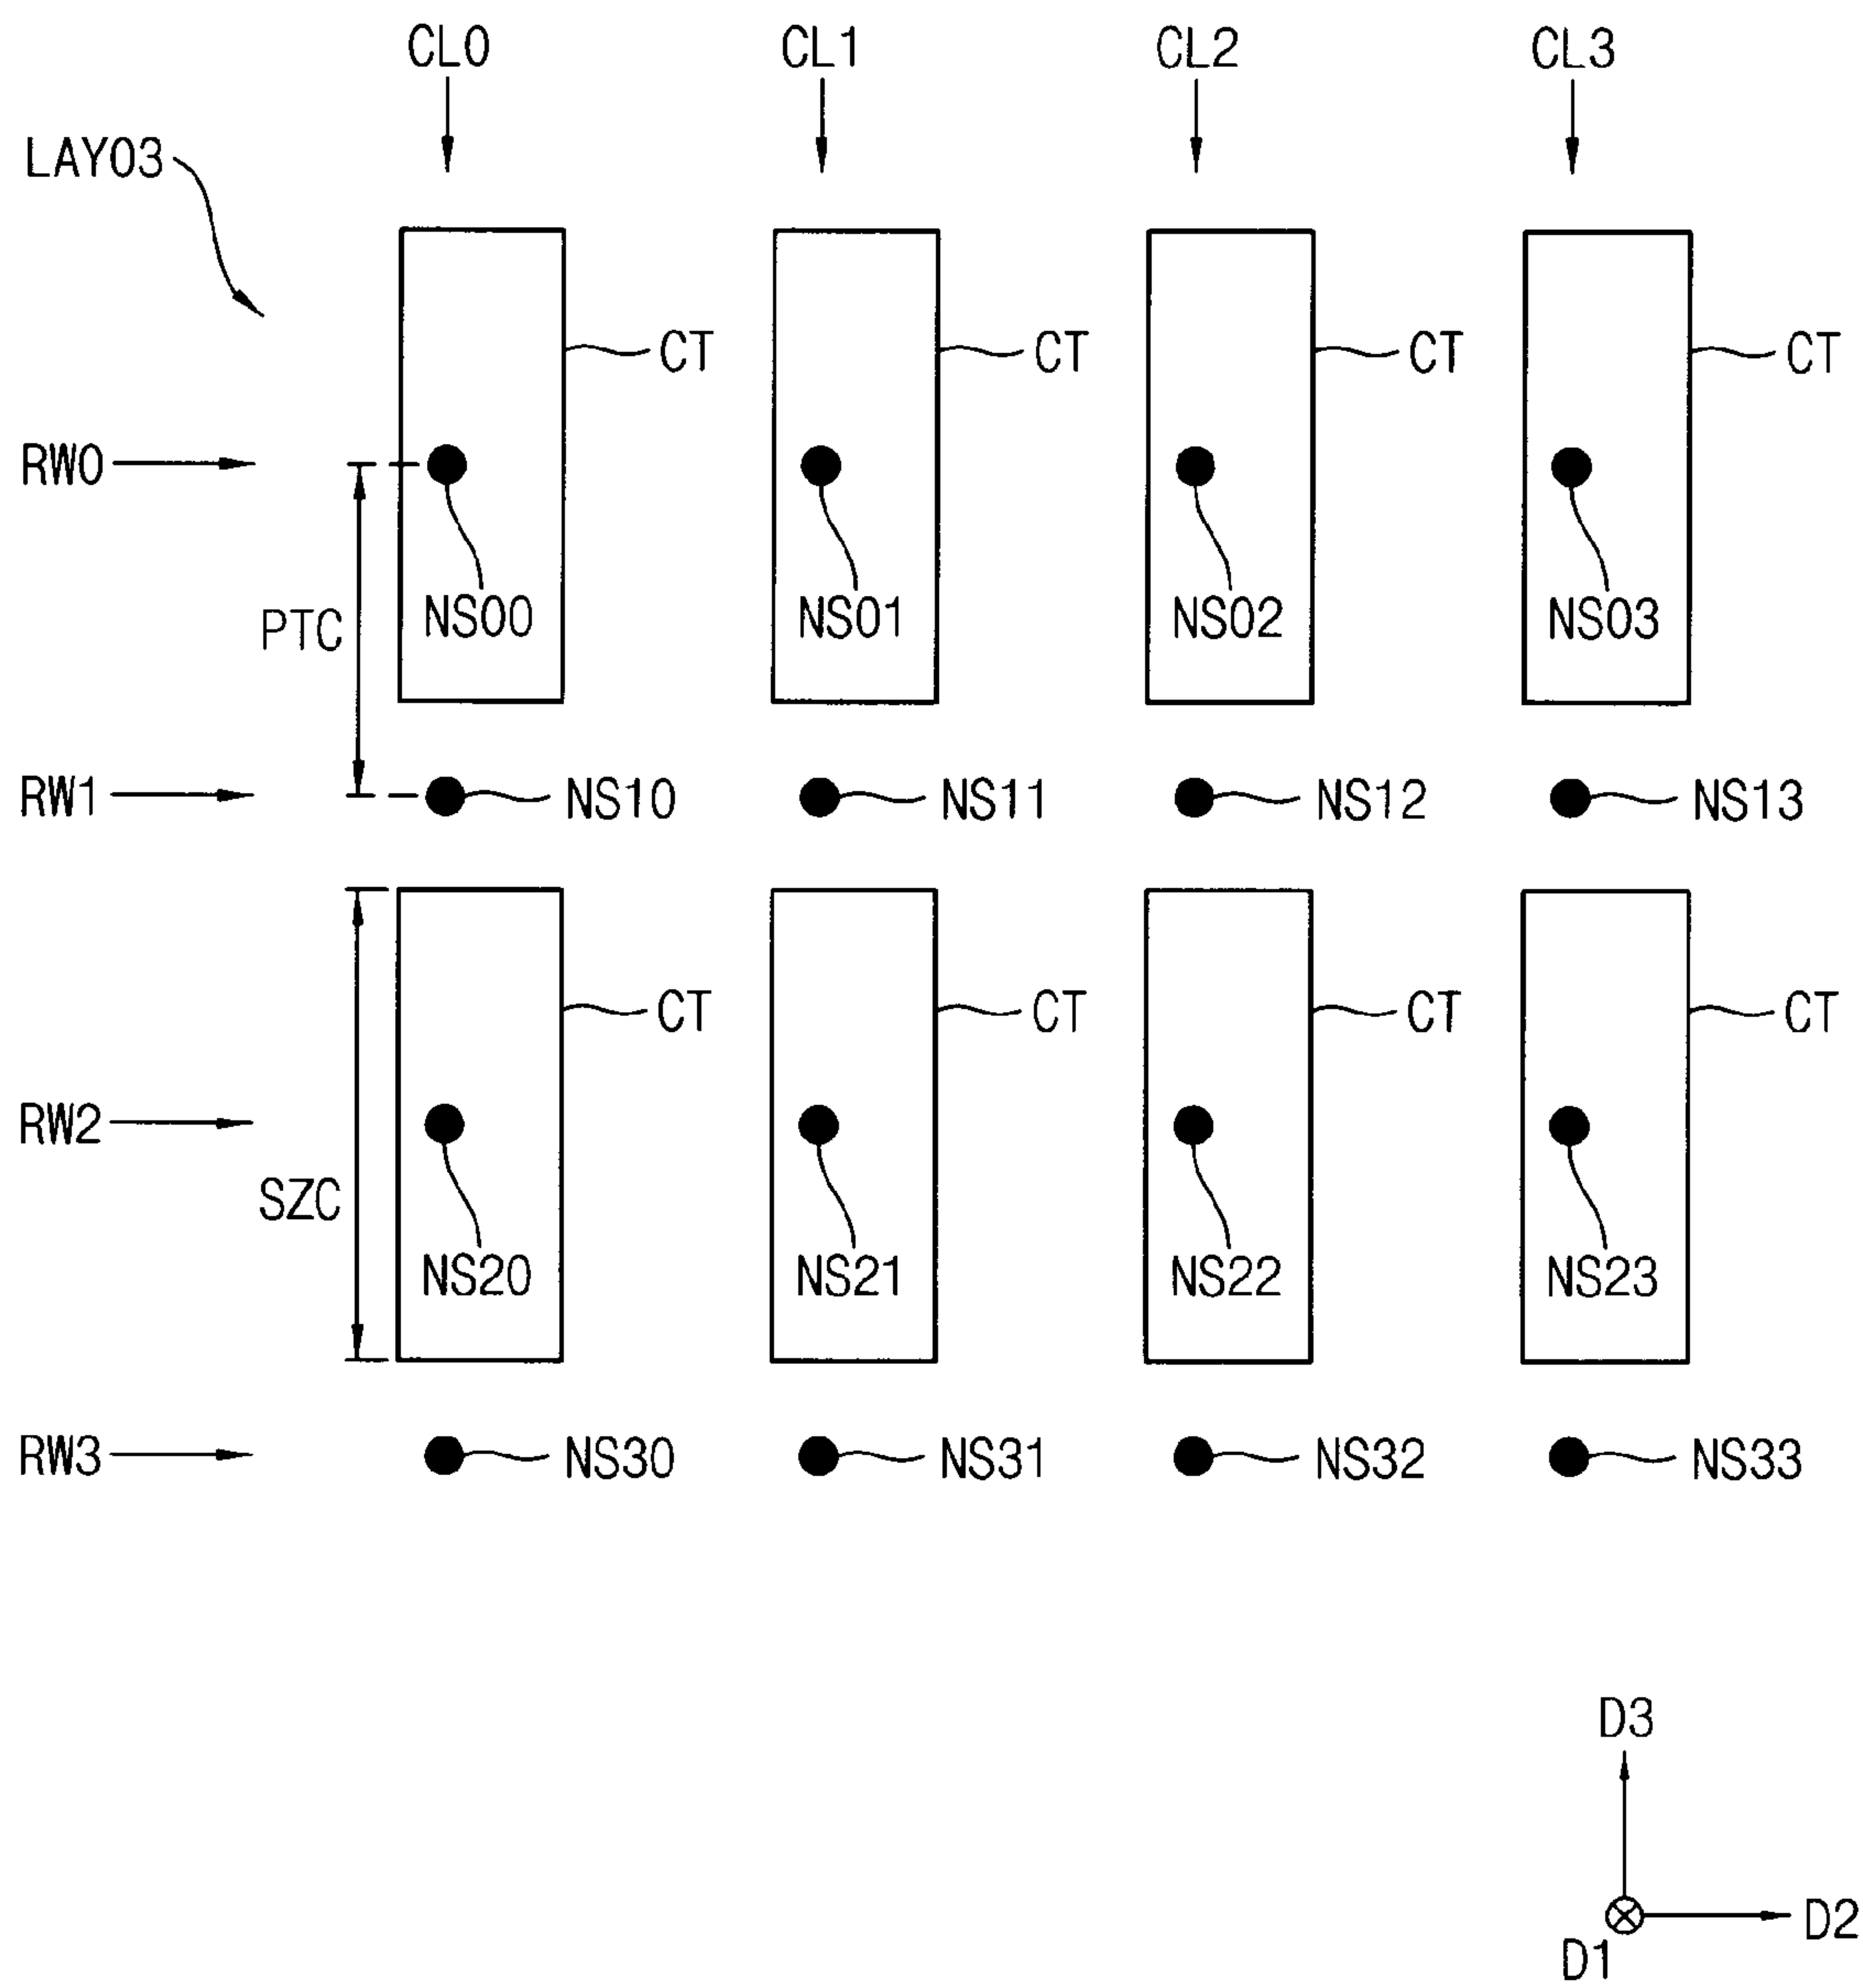 CL0 CL1 CL2 CL3
LAY03
CT CT CT CT
RW0
NS00 NS01 NS02 NS03
PTC
RW1 NS10 NS11 NS12 NS13
CT CT CT CT
RW2
SZC
NS20 NS21 NS22 NS23
RW3 NS30 NS31 NS32 NS33
D3
D2
D1